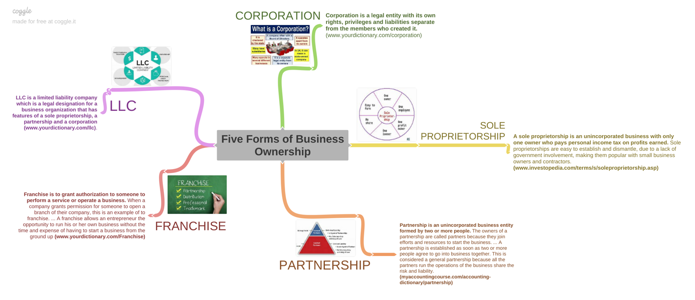 coggle
made for free at coggle.it
CORPORATION
Corporation is a legal entity with its own
rights, privileges and liabilities separate
from the members who created it.
(www.yourdictionary.com/corporation)
What is a Corporation?
LLC
LLC
LLC is a limited liability company
which is a legal designation for a
business organization that has
features of a sole proprietorship, a
partnership and a corporation
(www.yourdictionary.com/llc).
Five Forms of Business
Ownership
Sole
SOLE
PROPRIETORSHIP
A sole proprietorship is an unincorporated business with only
one owner who pays personal income tax on profits earned. Sole
proprietorships are easy to establish and dismantle, due to a lack of
government involvement, making them popular with small business
owners and contractors.
(www.investopedia.com/terms/s/soleproprietorship.asp)
FRANCHISE
Partnership
Distribution
Professional
Trademark
FRANCHISE
Franchise is to grant authorization to someone to
perform a service or operate a business. When a
company grants permission for someone to open a
branch of their company, this is an example of to
franchise. ... A franchise allows an entrepreneur the
opportunity to run his or her own business without the
time and expense of having to start a business from the
ground up (www.yourdictionary.com/Franchise)
PARTNERSHIP
Partnership is an unincorporated business entity
formed by two or more people. The owners of a
partnership are called partners because they join
efforts and resources to start the business. ... A
partnership is established as soon as two or more
people agree to go into business together. This is
considered a general partnership because all the
partners run the operations of the business share the
risk and liability.
(myaccountingcourse.com/accounting-
dictionary/partnership)